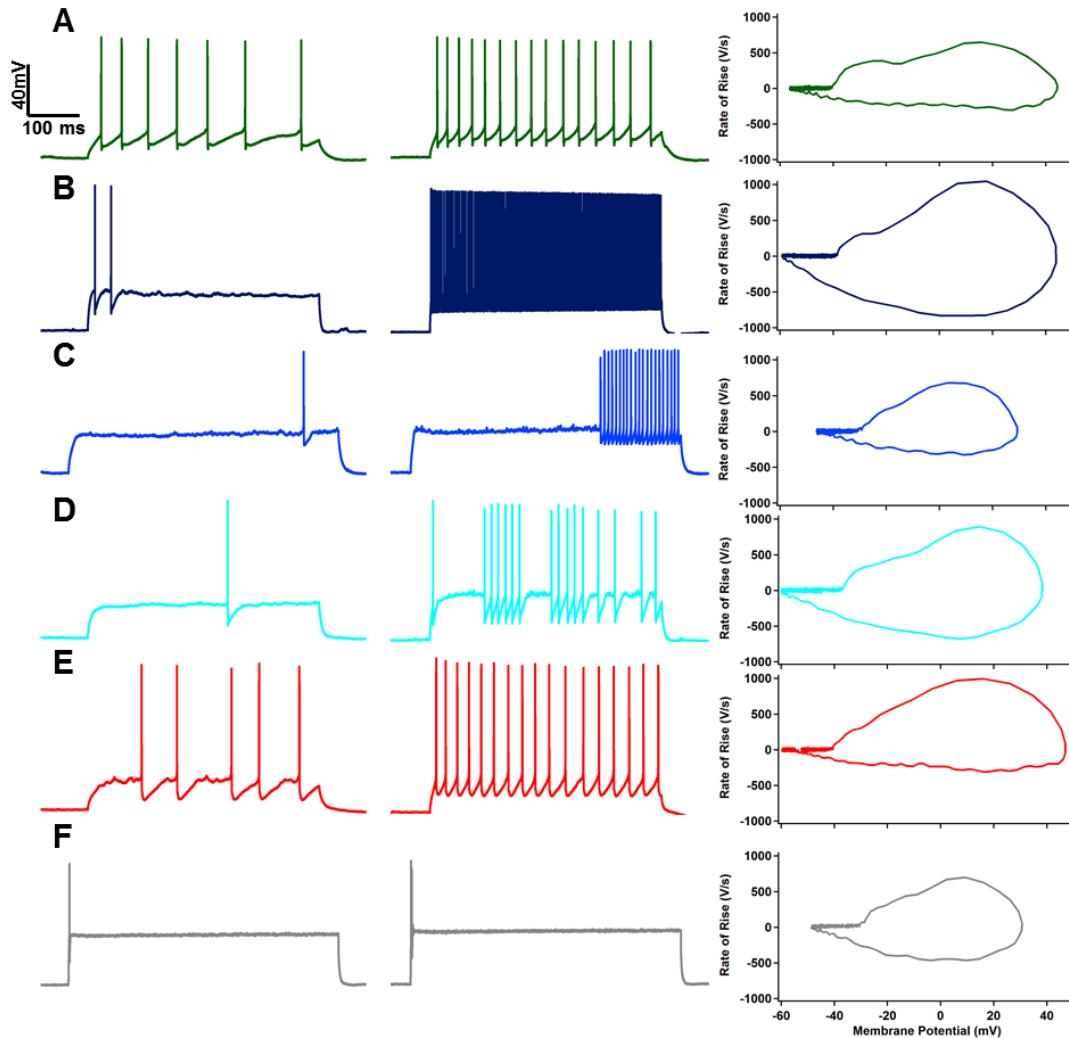 A
40mV
100 ms
Rate of Rise (V/s)
1000
500
0
-500
-1000
B
Rate of Rise (V/s)
1000
500
0
-500
-1000
C
Rate of Rise (V/s)
1000
500
0
-500
-1000
D
Rate of Rise (V/s)
1000
500
0
-500
-1000
E
Rate of Rise (V/s)
1000
500
0
-500
-1000
F
Rate of Rise (V/s)
1000
500
0
-500
-1000
-60 -40 -20 0 20 40
Membrane Potential (mV)